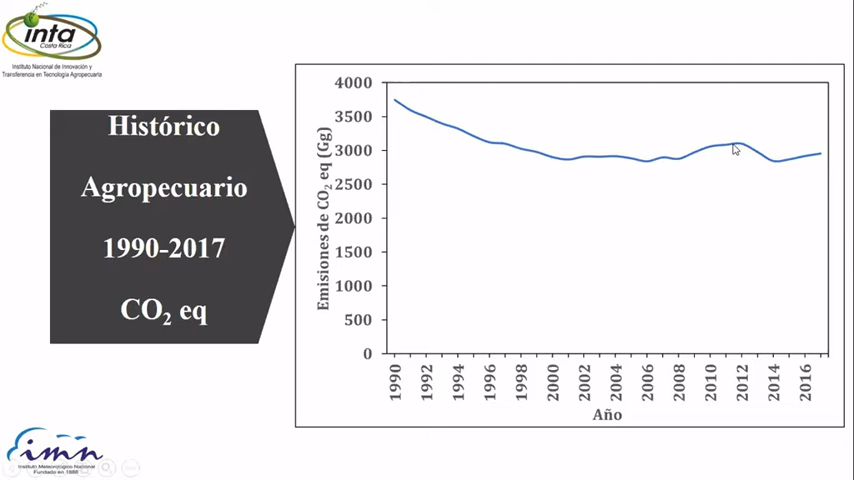 inta
Costa Rica
Instituto Nacional de Innovación y
Transferencia en Tecnología Agropecuaria
Histórico
Agropecuario
1990-2017
CO₂ eq
Emisiones de CO₂ eq (Gg)
4000
3500
3000
2500
2000
1500
1000
500
0
1990
1992
1994
1996
1998
2000
2002
2004
2006
2008
2010
2012
2014
2016
Año
imn
Instituto Meteorológico Nacional
Fundado en 1888